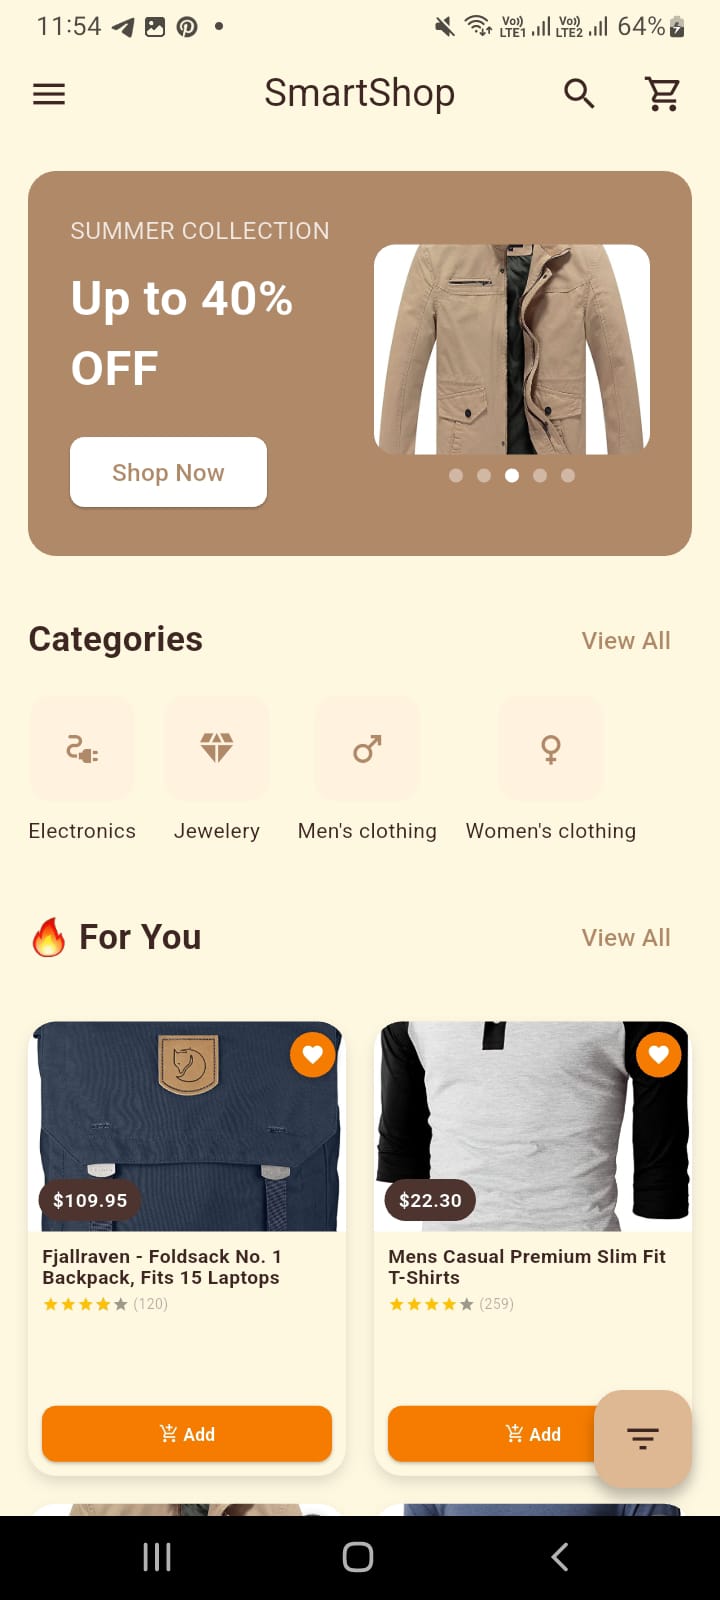 11:54 Vo)) LTE1 Vo)) LTE2 64%
SmartShop
SUMMER COLLECTION
Up to 40%
OFF
Shop Now
Categories View All
Electronics Jewelery Men's clothing Women's clothing
🔥 For You View All
$109.95 $22.30
Fjallraven - Foldsack No. 1
Backpack, Fits 15 Laptops
(120)
Mens Casual Premium Slim Fit
T-Shirts
(259)
Add Add